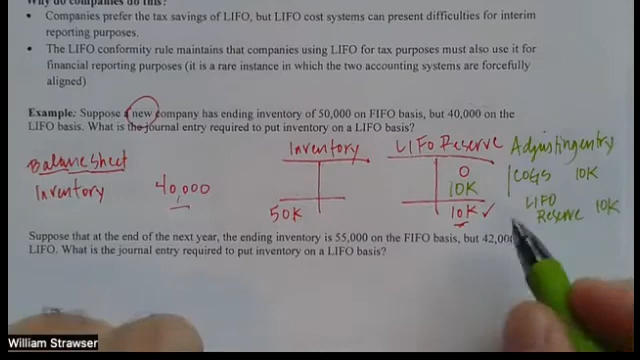 Why do companies do this?
• Companies prefer the tax savings of LIFO, but LIFO cost systems can present difficulties for interim
reporting purposes.
• The LIFO conformity rule maintains that companies using LIFO for tax purposes must also use it for
financial reporting purposes (it is a rare instance in which the two accounting systems are forcefully
aligned)
Example: Suppose a new company has ending inventory of 50,000 on FIFO basis, but 40,000 on the
LIFO basis. What is the journal entry required to put inventory on a LIFO basis?
Balance Sheet
Inventory 40,000
Inventory
50K
LIFO Reserve
0
10K
10K ✓
Adjusting entry
COGS 10K
LIFO
Reserve 10K
Suppose that at the end of the next year, the ending inventory is 55,000 on the FIFO basis, but 42,00
LIFO. What is the journal entry required to put inventory on a LIFO basis?
William Strawser